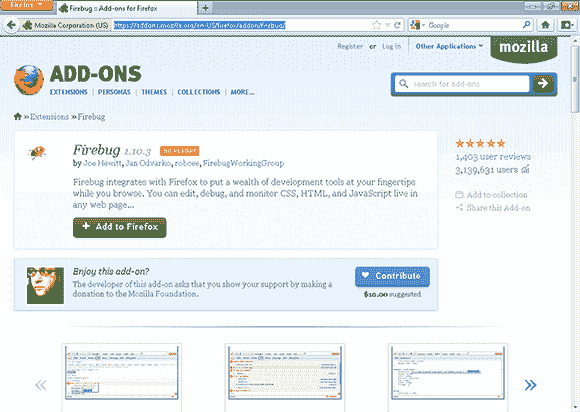 Firefox
Firebug :: Add-ons for Firefox
Mozilla Corporation (US)
https://addons.mozilla.org/en-US/firefox/addon/firebug/
Google
Register or Log in
Other Applications
mozilla
ADD-ONS
EXTENSIONS | PERSONAS | THEMES | COLLECTIONS | MORE...
search for add-ons
» Extensions » Firebug
Firebug 1.10.3
by Joe Hewitt, Jan Odvarko, robcee, FirebugWorkingGroup
Firebug integrates with Firefox to put a wealth of development tools at your fingertips
while you browse. You can edit, debug, and monitor CSS, HTML, and JavaScript live in
any web page...
+ Add to Firefox
1,403 user reviews
3,139,631 users
Add to collection
Share this Add-on
Enjoy this add-on?
The developer of this add-on asks that you show your support by making a
donation to the Mozilla Foundation.
Contribute
$10.00 suggested
«
»